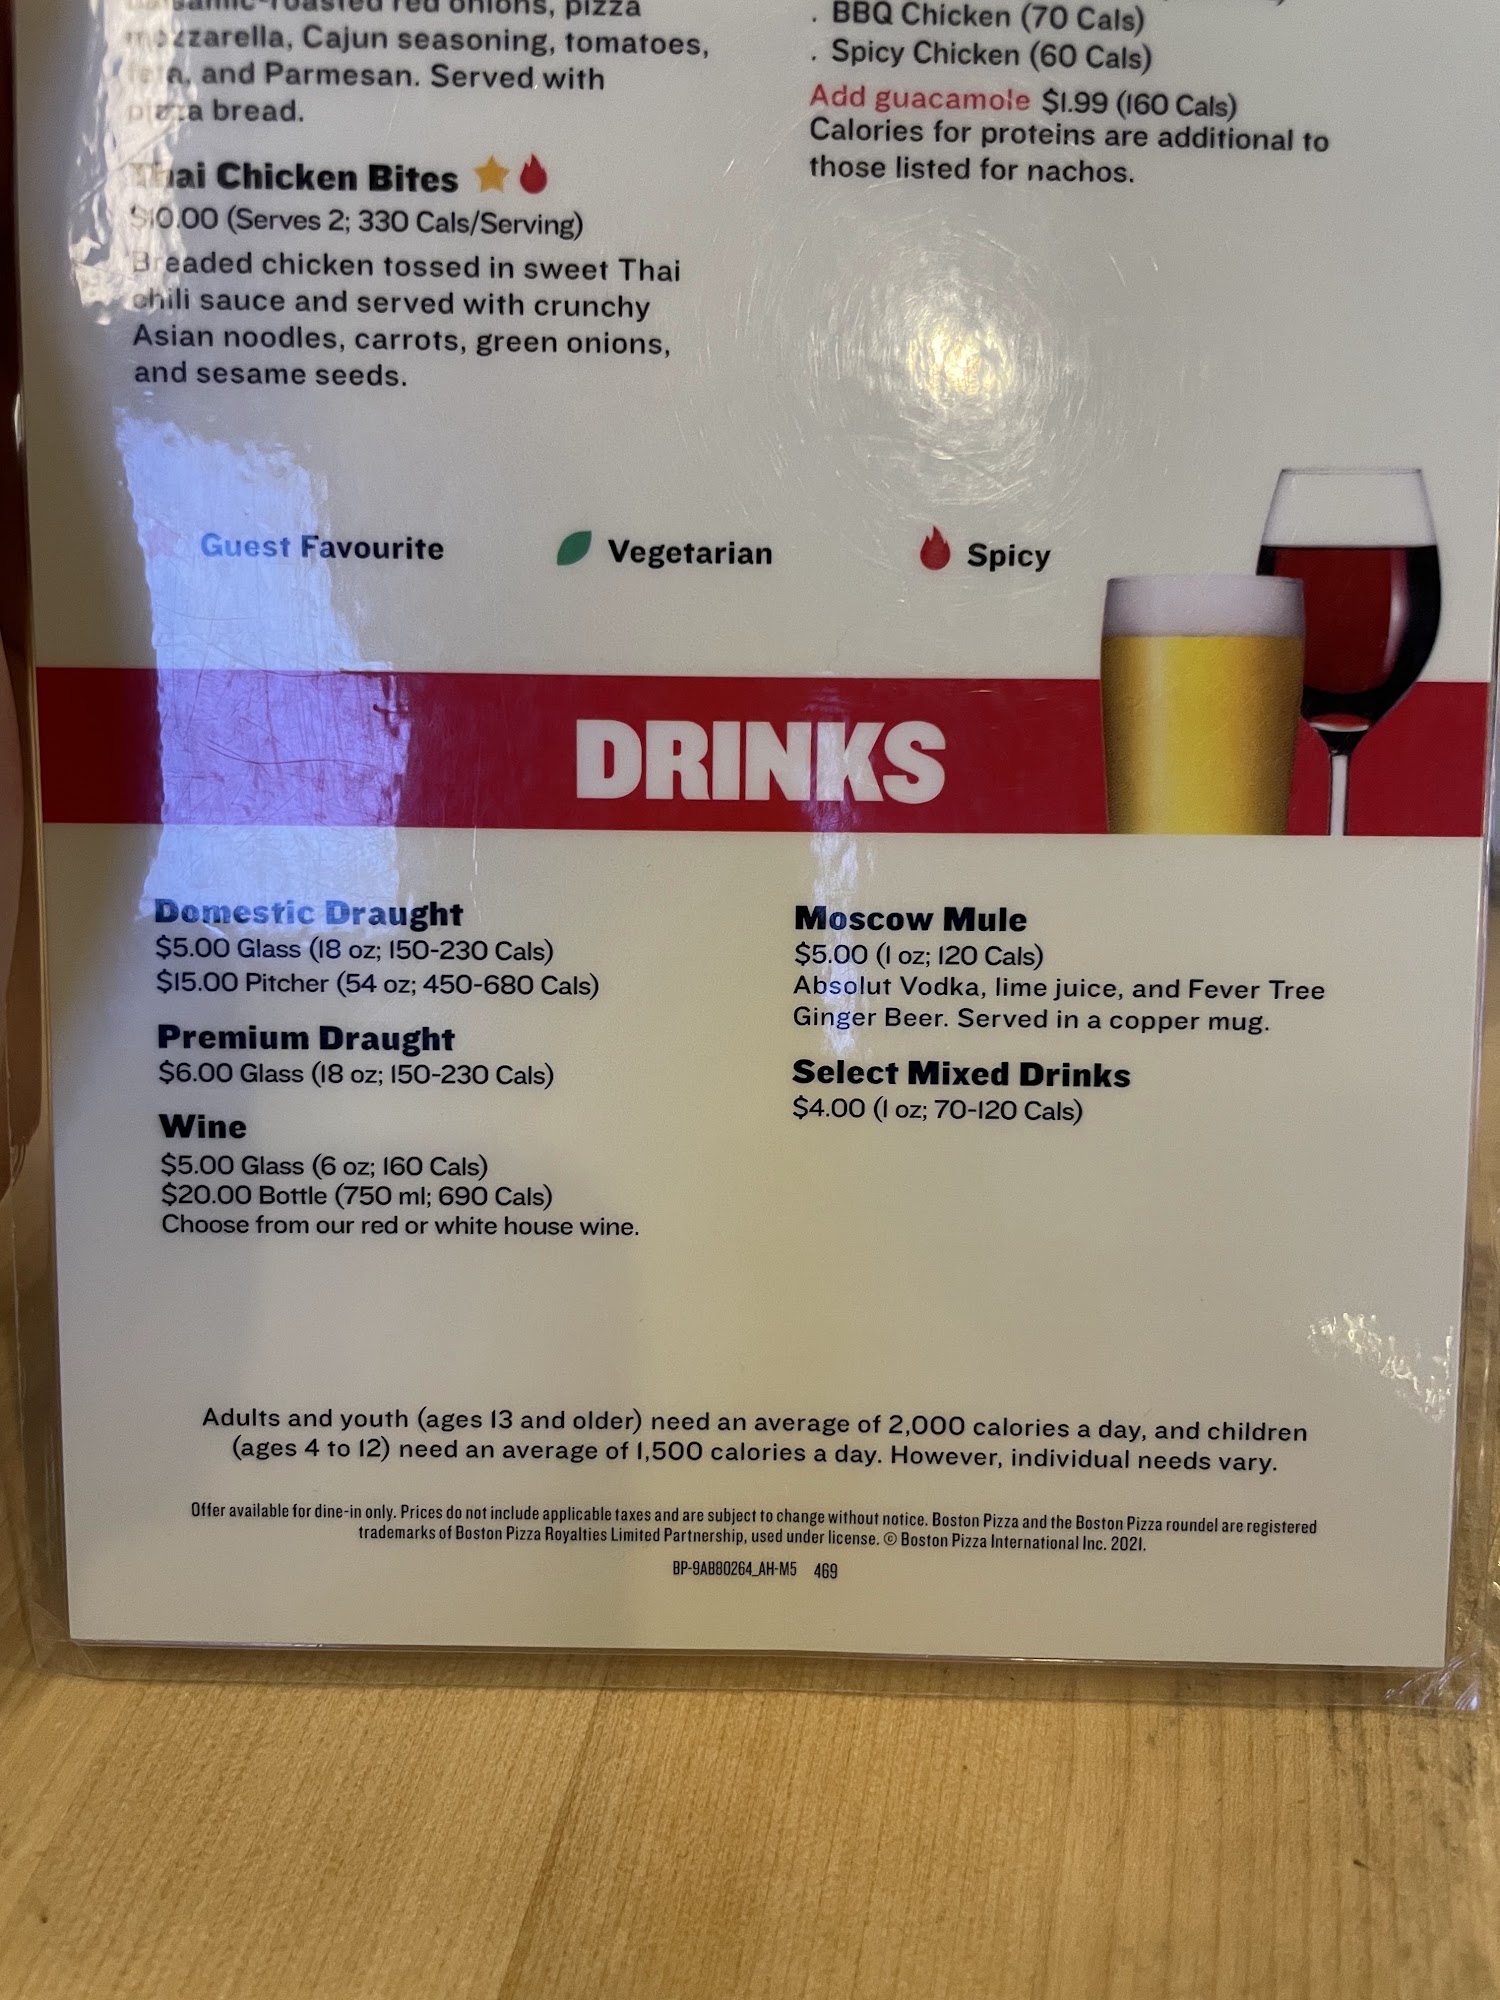 red onions, pizza
mozzarella, Cajun seasoning, tomatoes,
feta, and Parmesan. Served with
pizza bread.
Thai Chicken Bites
$10.00 (Serves 2; 330 Cals/Serving)
Breaded chicken tossed in sweet Thai
chili sauce and served with crunchy
Asian noodles, carrots, green onions,
and sesame seeds.
. BBQ Chicken (70 Cals)
. Spicy Chicken (60 Cals)
Add guacamole $1.99 (160 Cals)
Calories for proteins are additional to
those listed for nachos.
Guest Favourite
Vegetarian
Spicy
DRINKS
Domestic Draught
$5.00 Glass (18 oz; 150-230 Cals)
$15.00 Pitcher (54 oz; 450-680 Cals)
Premium Draught
$6.00 Glass (18 oz; 150-230 Cals)
Wine
$5.00 Glass (6 oz; 160 Cals)
$20.00 Bottle (750 ml; 690 Cals)
Choose from our red or white house wine.
Moscow Mule
$5.00 (1 oz; 120 Cals)
Absolut Vodka, lime juice, and Fever Tree
Ginger Beer. Served in a copper mug.
Select Mixed Drinks
$4.00 (1 oz; 70-120 Cals)
Adults and youth (ages 13 and older) need an average of 2,000 calories a day, and children
(ages 4 to 12) need an average of 1,500 calories a day. However, individual needs vary.
Offer available for dine-in only. Prices do not include applicable taxes and are subject to change without notice. Boston Pizza and the Boston Pizza roundel are registered
trademarks of Boston Pizza Royalties Limited Partnership, used under license. © Boston Pizza International Inc. 2021.
BP-9AB80264_AH-M5 469